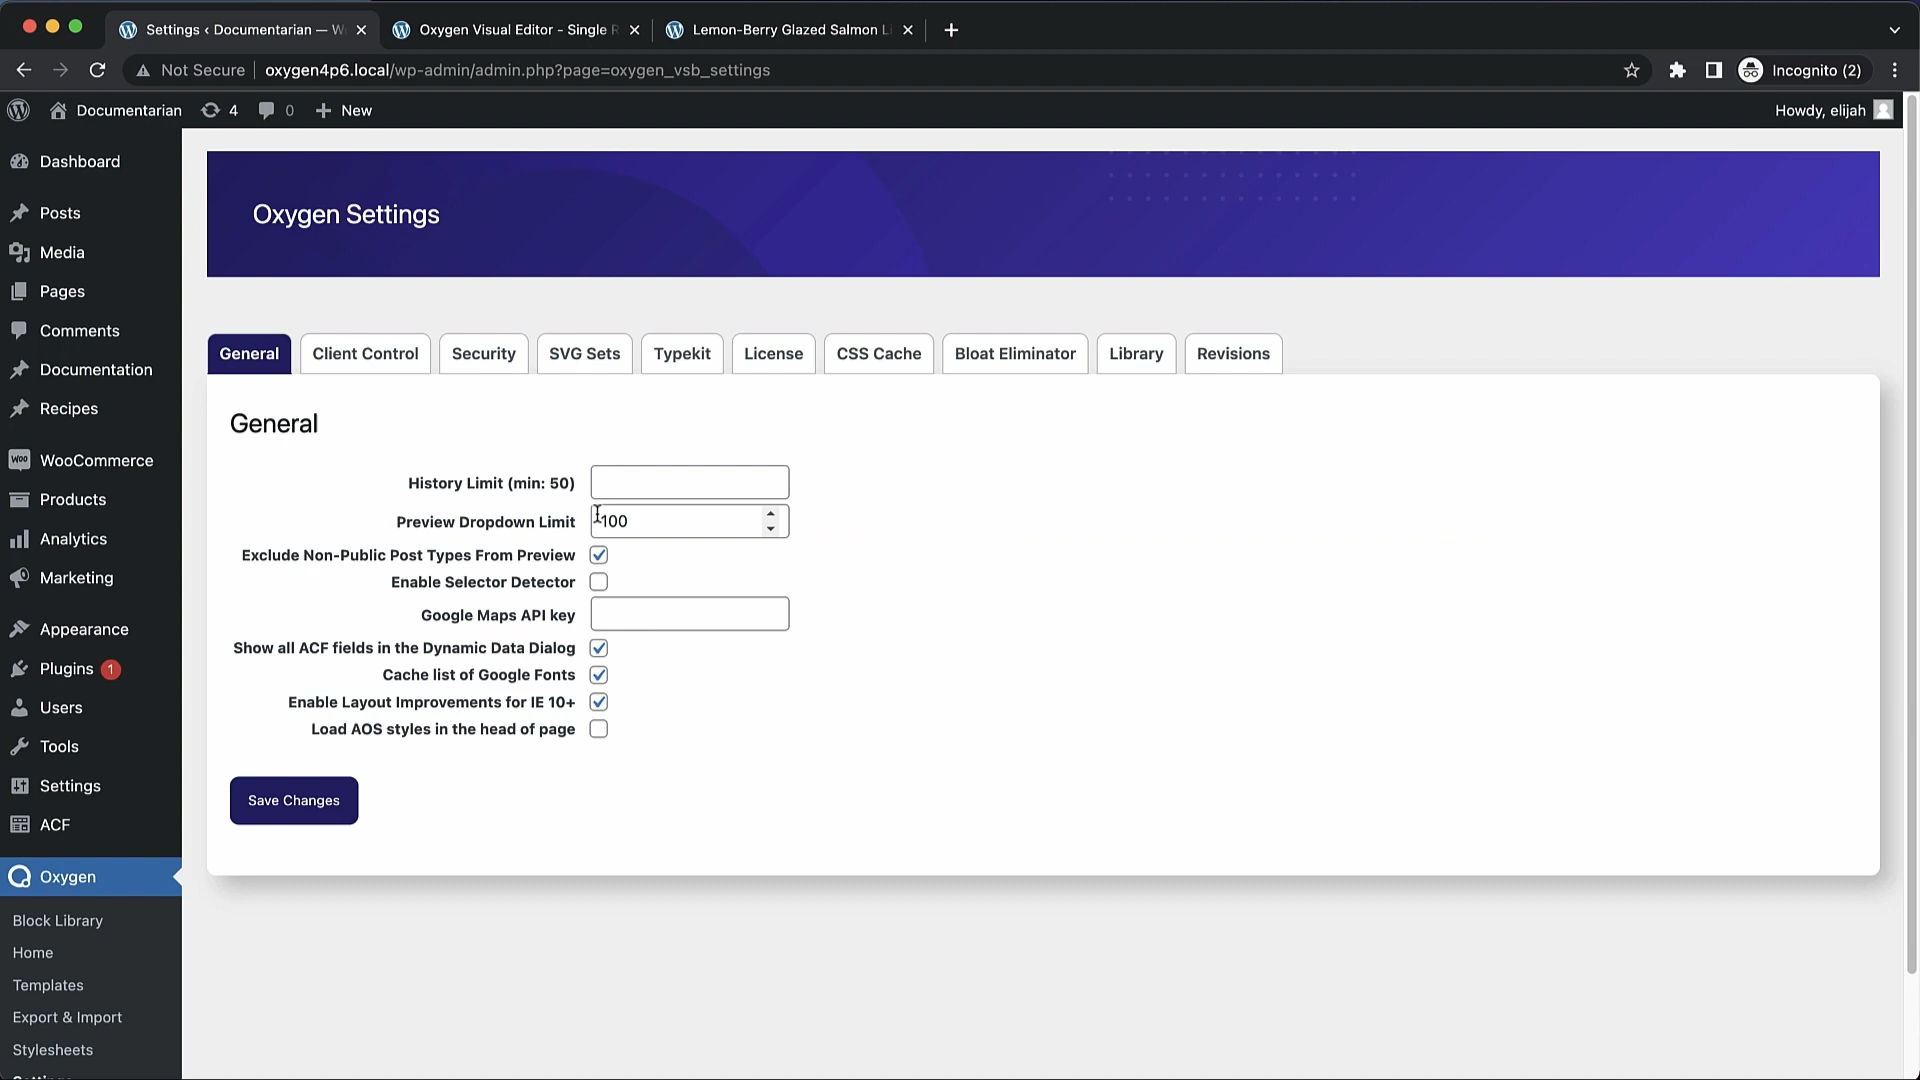 Settings ‹ Documentarian — W
Oxygen Visual Editor - Single R
Lemon-Berry Glazed Salmon Li
Not Secure
oxygen4p6.local/wp-admin/admin.php?page=oxygen_vsb_settings
Incognito (2)
Documentarian
4
0
New
Howdy, elijah
Dashboard
Posts
Media
Pages
Comments
Documentation
Recipes
WooCommerce
Products
Analytics
Marketing
Appearance
Plugins 1
Users
Tools
Settings
ACF
Oxygen
Block Library
Home
Templates
Export & Import
Stylesheets
Settings
Oxygen Settings
General
Client Control
Security
SVG Sets
Typekit
License
CSS Cache
Bloat Eliminator
Library
Revisions
General
History Limit (min: 50)
Preview Dropdown Limit 100
Exclude Non-Public Post Types From Preview
Enable Selector Detector
Google Maps API key
Show all ACF fields in the Dynamic Data Dialog
Cache list of Google Fonts
Enable Layout Improvements for IE 10+
Load AOS styles in the head of page
Save Changes